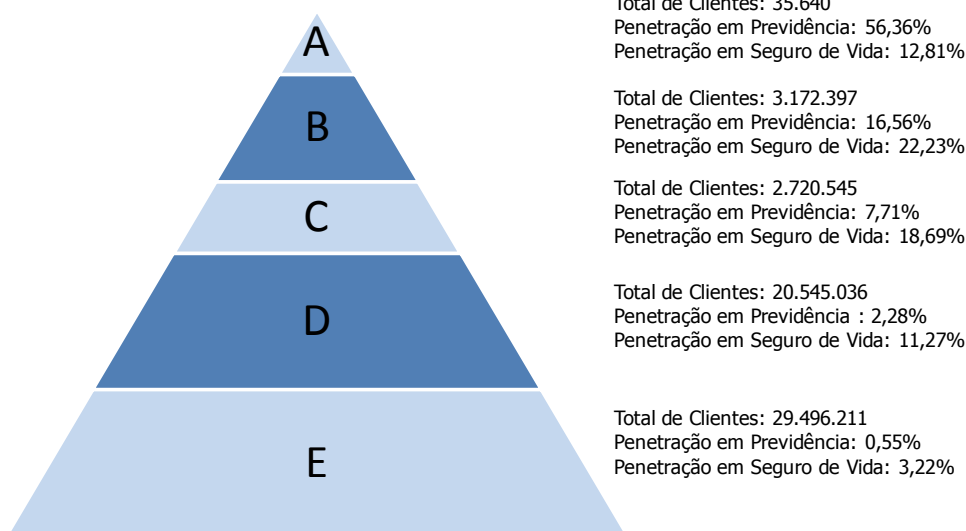 Total de Clientes: 35.640
Penetração em Previdência: 56,36%
Penetração em Seguro de Vida: 12,81%
A
Total de Clientes: 3.172.397
Penetração em Previdência: 16,56%
Penetração em Seguro de Vida: 22,23%
B
Total de Clientes: 2.720.545
Penetração em Previdência: 7,71%
Penetração em Seguro de Vida: 18,69%
C
Total de Clientes: 20.545.036
Penetração em Previdência : 2,28%
Penetração em Seguro de Vida: 11,27%
D
Total de Clientes: 29.496.211
Penetração em Previdência: 0,55%
Penetração em Seguro de Vida: 3,22%
E